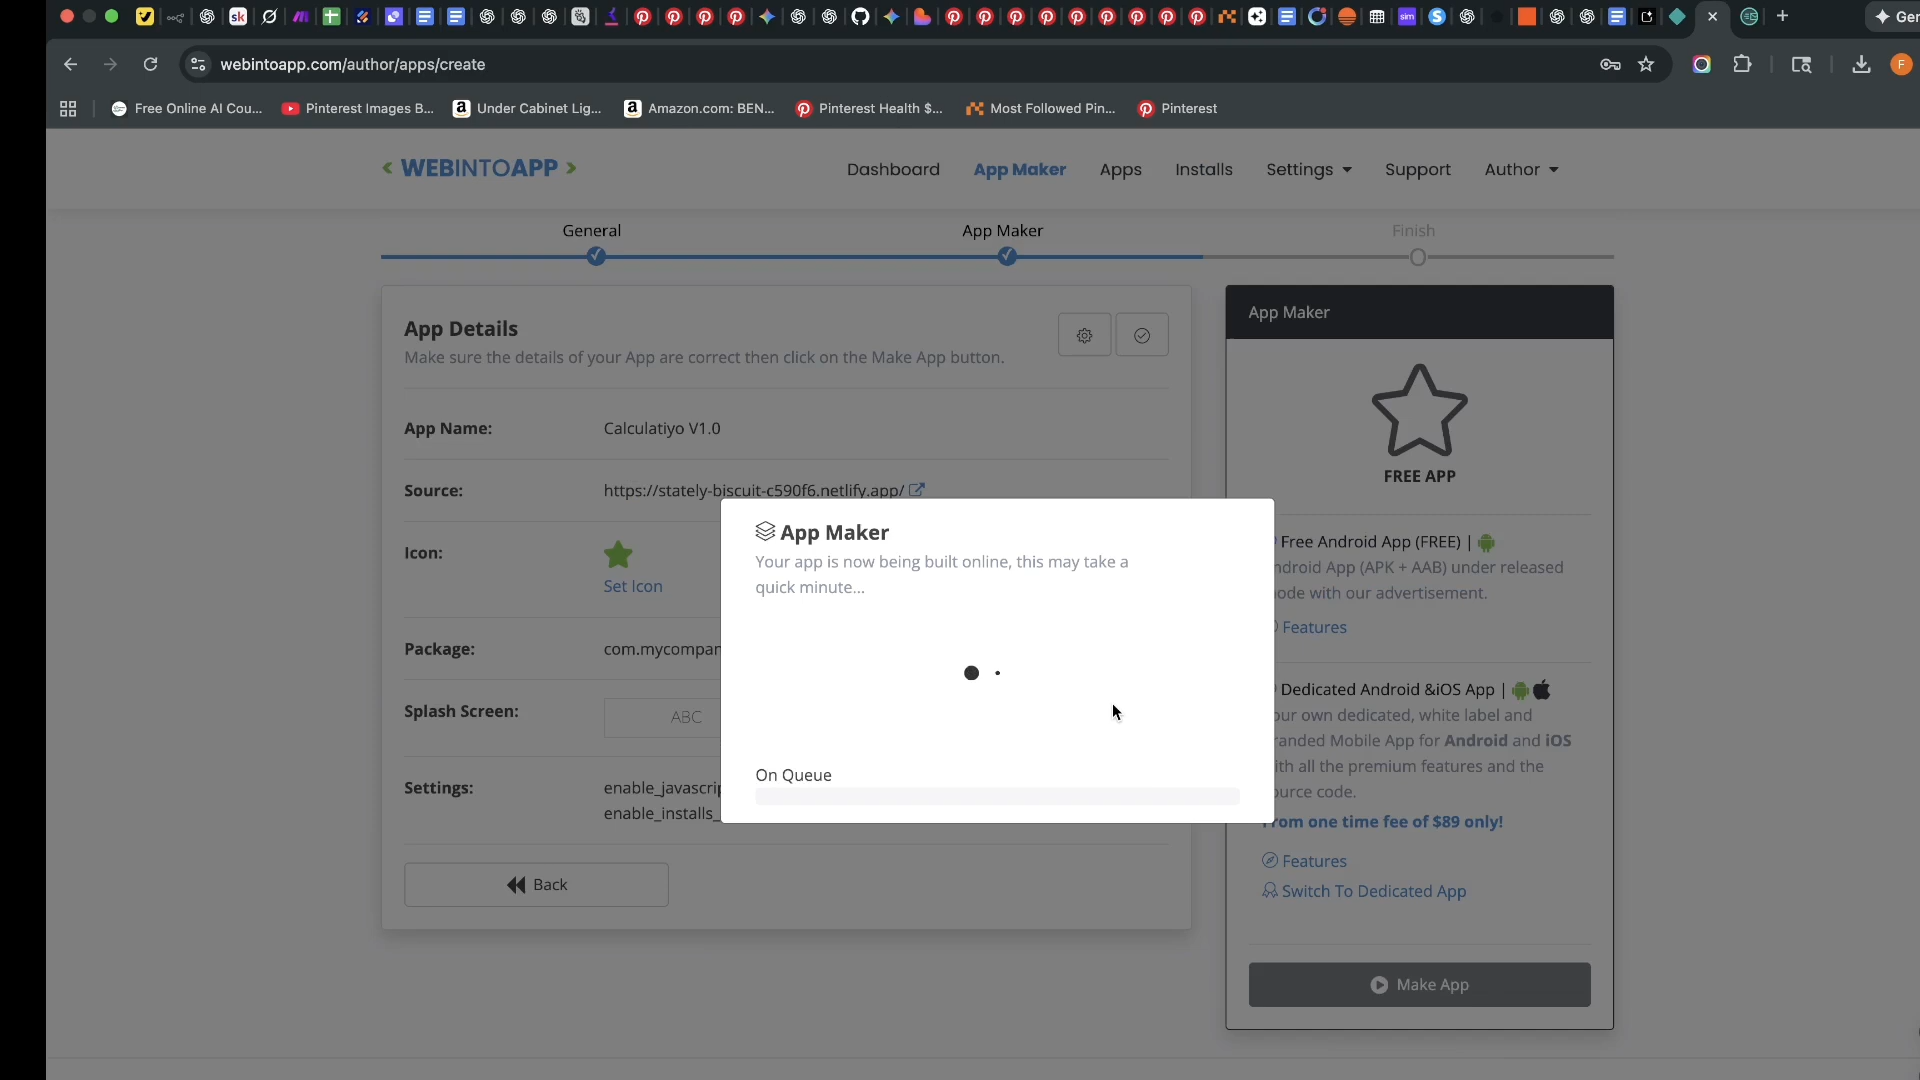 Ger
webintoapp.com/author/apps/create
F
Free Online AI Cou...
Pinterest Images B...
Under Cabinet Lig...
Amazon.com: BEN...
Pinterest Health $...
Most Followed Pin...
Pinterest
< WEBINTOAPP >
Dashboard
App Maker
Apps
Installs
Settings
Support
Author
General
App Maker
Finish
App Details
Make sure the details of your App are correct then click on the Make App button.
App Name:
Calculatiyo V1.0
Source:
https://stately-biscuit-c590f6.netlify.app/
Icon:
Set Icon
Package:
com.mycompan
Splash Screen:
ABC
Settings:
enable_javascrip
enable_installs_
Back
App Maker
Your app is now being built online, this may take a
quick minute...
On Queue
App Maker
FREE APP
Free Android App (FREE) |
ndroid App (APK + AAB) under released
ode with our advertisement.
Features
Dedicated Android &iOS App |
our own dedicated, white label and
randed Mobile App for Android and iOS
ith all the premium features and the
ource code.
From one time fee of $89 only!
Features
Switch To Dedicated App
Make App